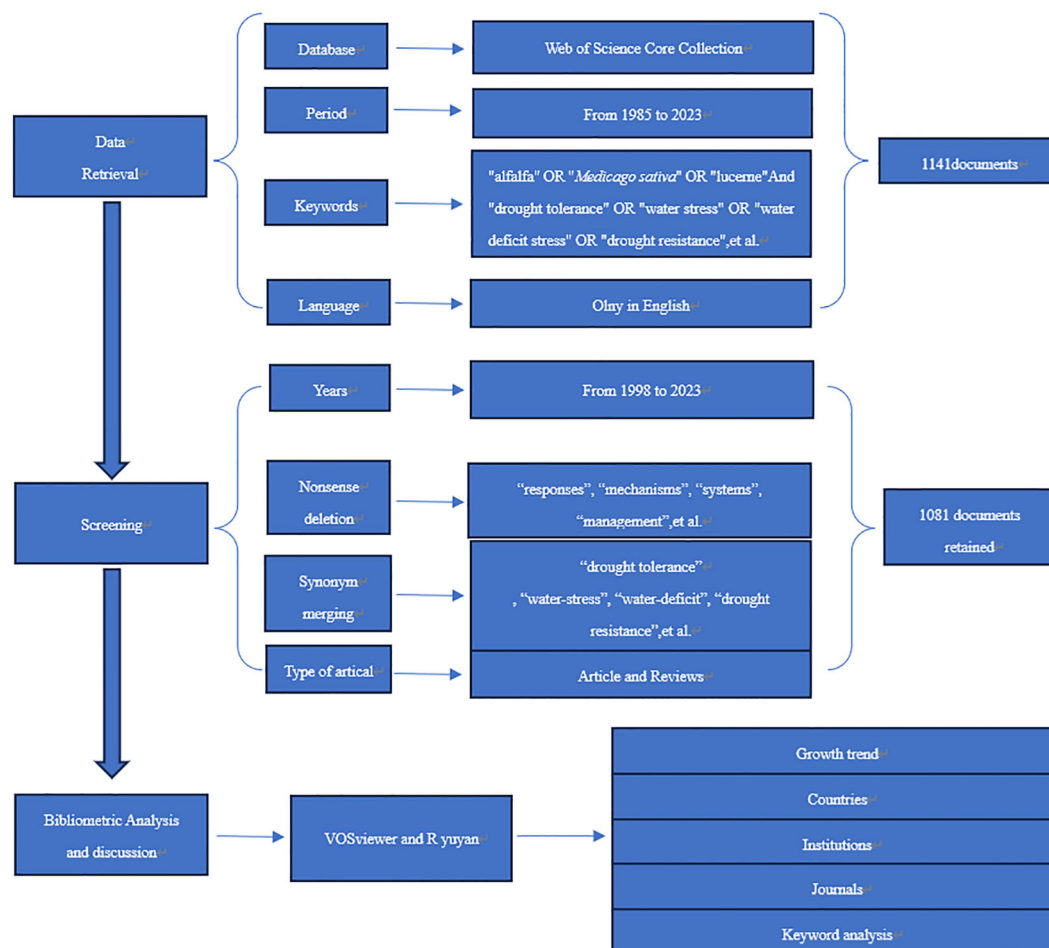 Database
Web of Science Core Collection
Period
From 1985 to 2023
Data
Retrieval
1141documents
Keywords
"alfalfa" OR "Medicago sativa" OR "lucerne"And
"drought tolerance" OR "water stress" OR "water
deficit stress" OR "drought resistance",et al.
Language
Olny in English
Years
From 1998 to 2023
Nonsense
deletion
"responses", "mechanisms", "systems",
"management",et al.
Screening
1081 documents
retained
Synonym
merging
“drought tolerance”
, “water-stress”, “water-deficit”, “drought
resistance”,et al.
Type of artical
Article and Reviews
Bibliometric Analysis
and discussion
VOSviewer and R yuyan
Growth trend
Countries
Institutions
Journals
Keyword analysis